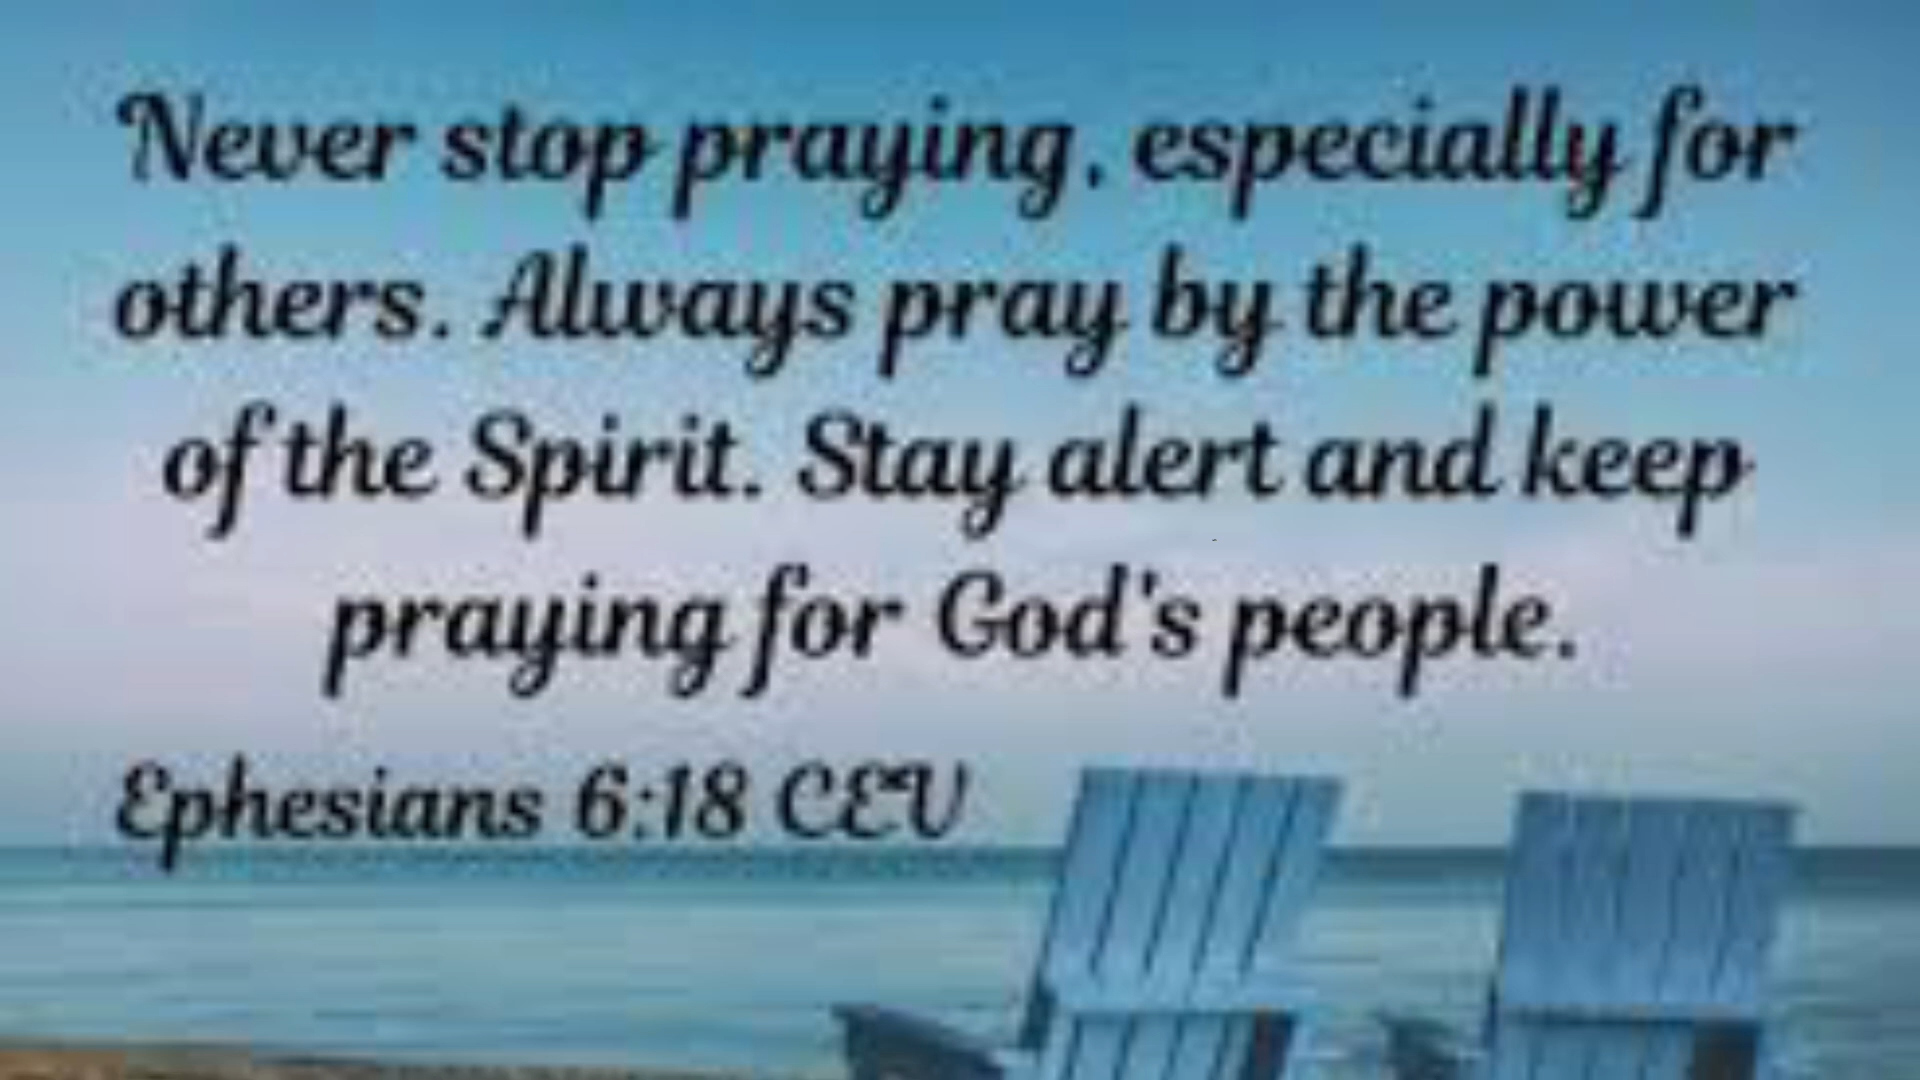 Never stop praying, especially for
others. Always pray by the power
of the Spirit. Stay alert and keep
praying for God's people.
Ephesians 6:18 CEV